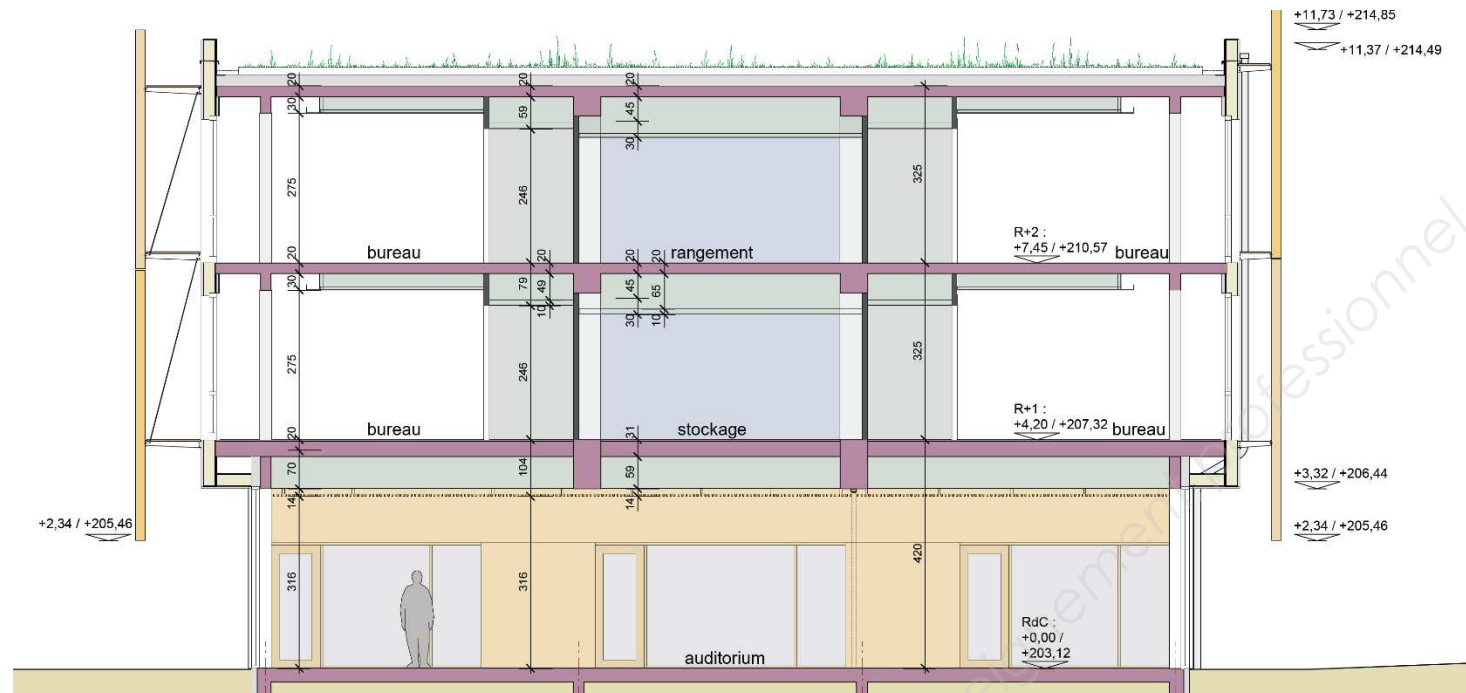 +11,73 / +214,85
+11,37 / +214,49
20
20
20
30
59
45
30
275
246
325
R+2 :
+7,45 / +210,57
bureau
rangement
bureau
20
20
20
20
30
79
49
45
65
10
30
10
275
246
325
R+1 :
+4,20 / +207,32
bureau
stockage
bureau
20
31
70
104
59
14
14
+3,32 / +206,44
+2,34 / +205,46
+2,34 / +205,46
316
316
420
RdC :
+0,00 /
+203,12
auditorium
eignement professionnel